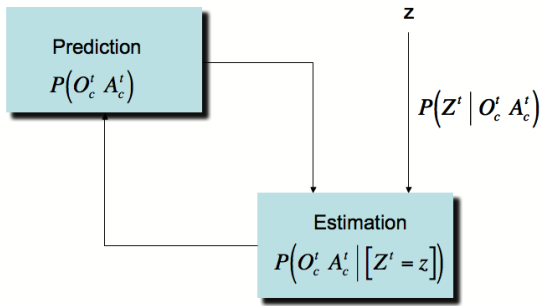 Prediction
P(O_c^t A_c^t)
z
P(Z^t | O_c^t A_c^t)
Estimation
P(O_c^t A_c^t | [Z^t = z])